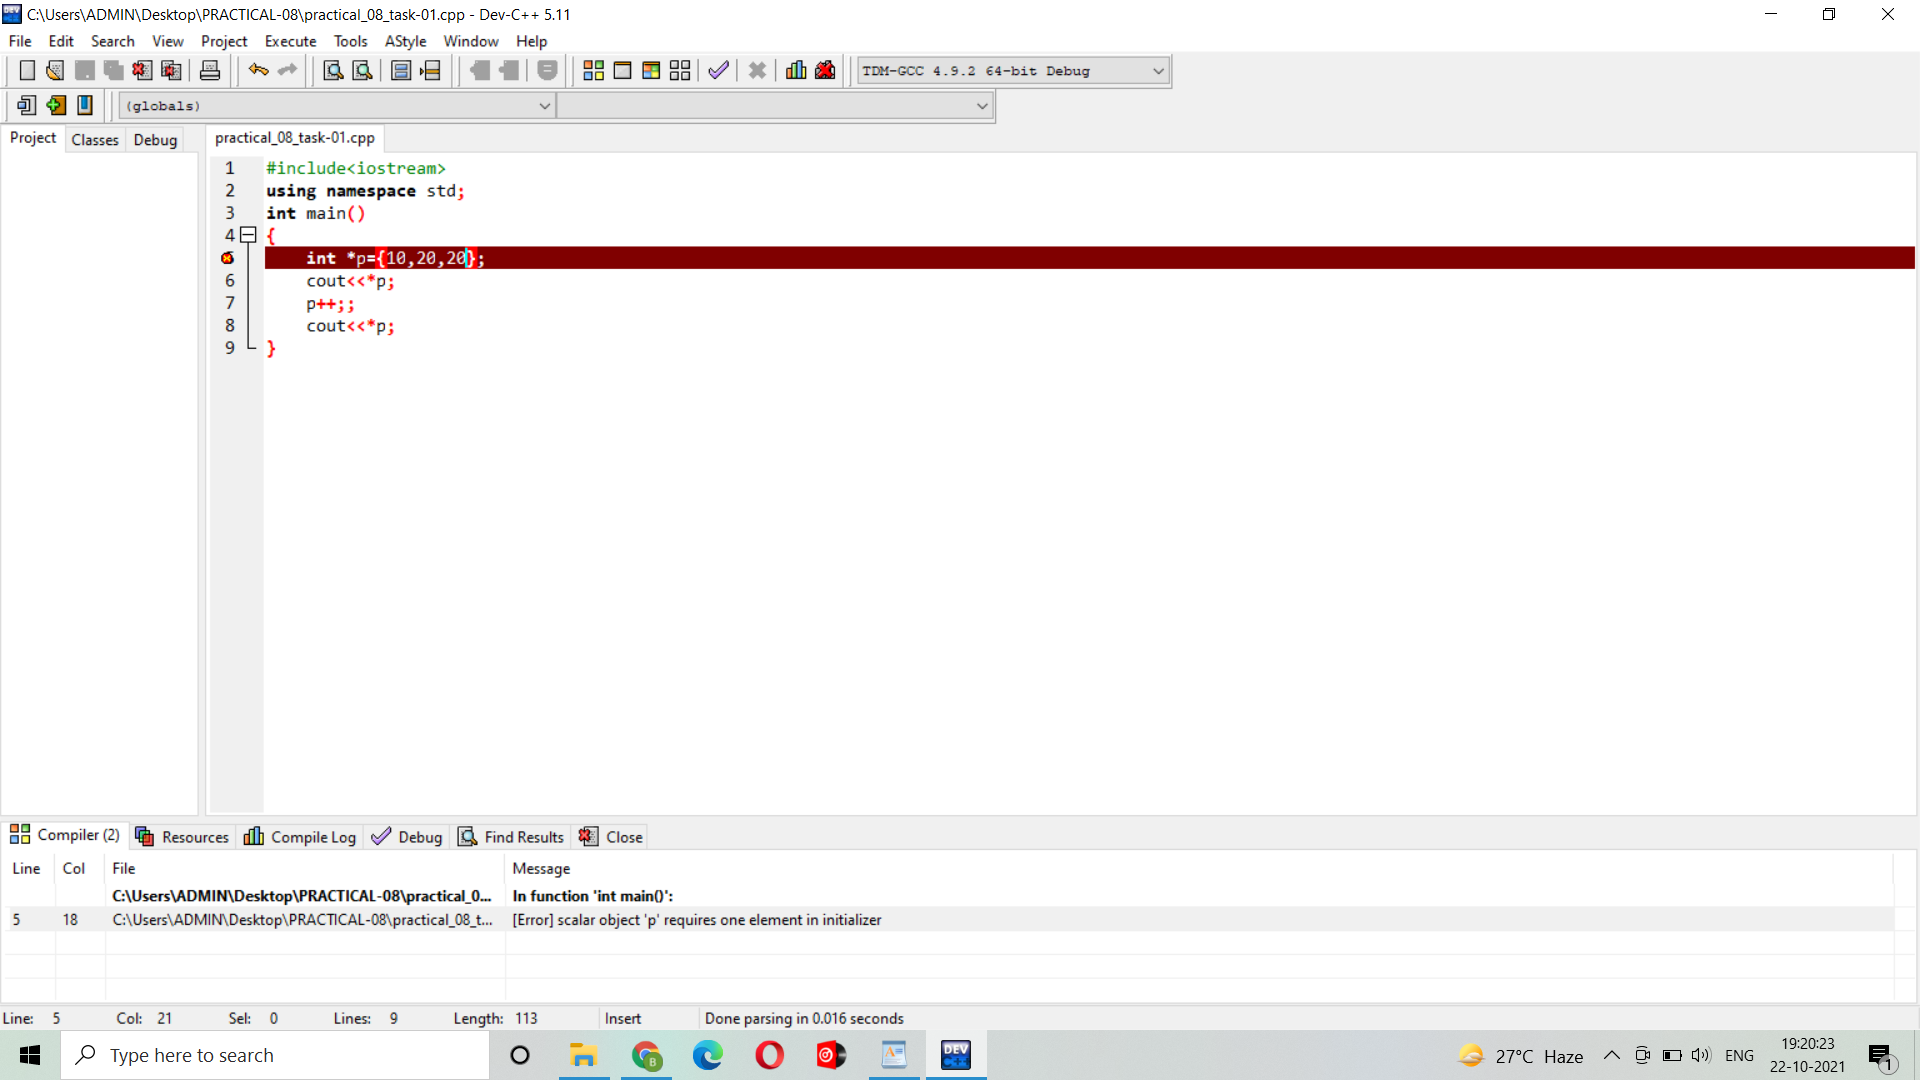 C:\Users\ADMIN\Desktop\PRACTICAL-08\practical_08_task-01.cpp - Dev-C++ 5.11
File Edit Search View Project Execute Tools AStyle Window Help
TDM-GCC 4.9.2 64-bit Debug
(globals)
Project Classes Debug practical_08_task-01.cpp
1 #include<iostream>
2 using namespace std;
3 int main()
4 {
int *p={10,20,20};
6 cout<<*p;
7 p++;;
8 cout<<*p;
9 }
Compiler (2) Resources Compile Log Debug Find Results Close
Line Col File Message
C:\Users\ADMIN\Desktop\PRACTICAL-08\practical_0... In function 'int main()':
5 18 C:\Users\ADMIN\Desktop\PRACTICAL-08\practical_08_t... [Error] scalar object 'p' requires one element in initializer
Line: 5 Col: 21 Sel: 0 Lines: 9 Length: 113 Insert Done parsing in 0.016 seconds
Type here to search B DEV C++ 27°C Haze ENG 19:20:23
22-10-2021 1